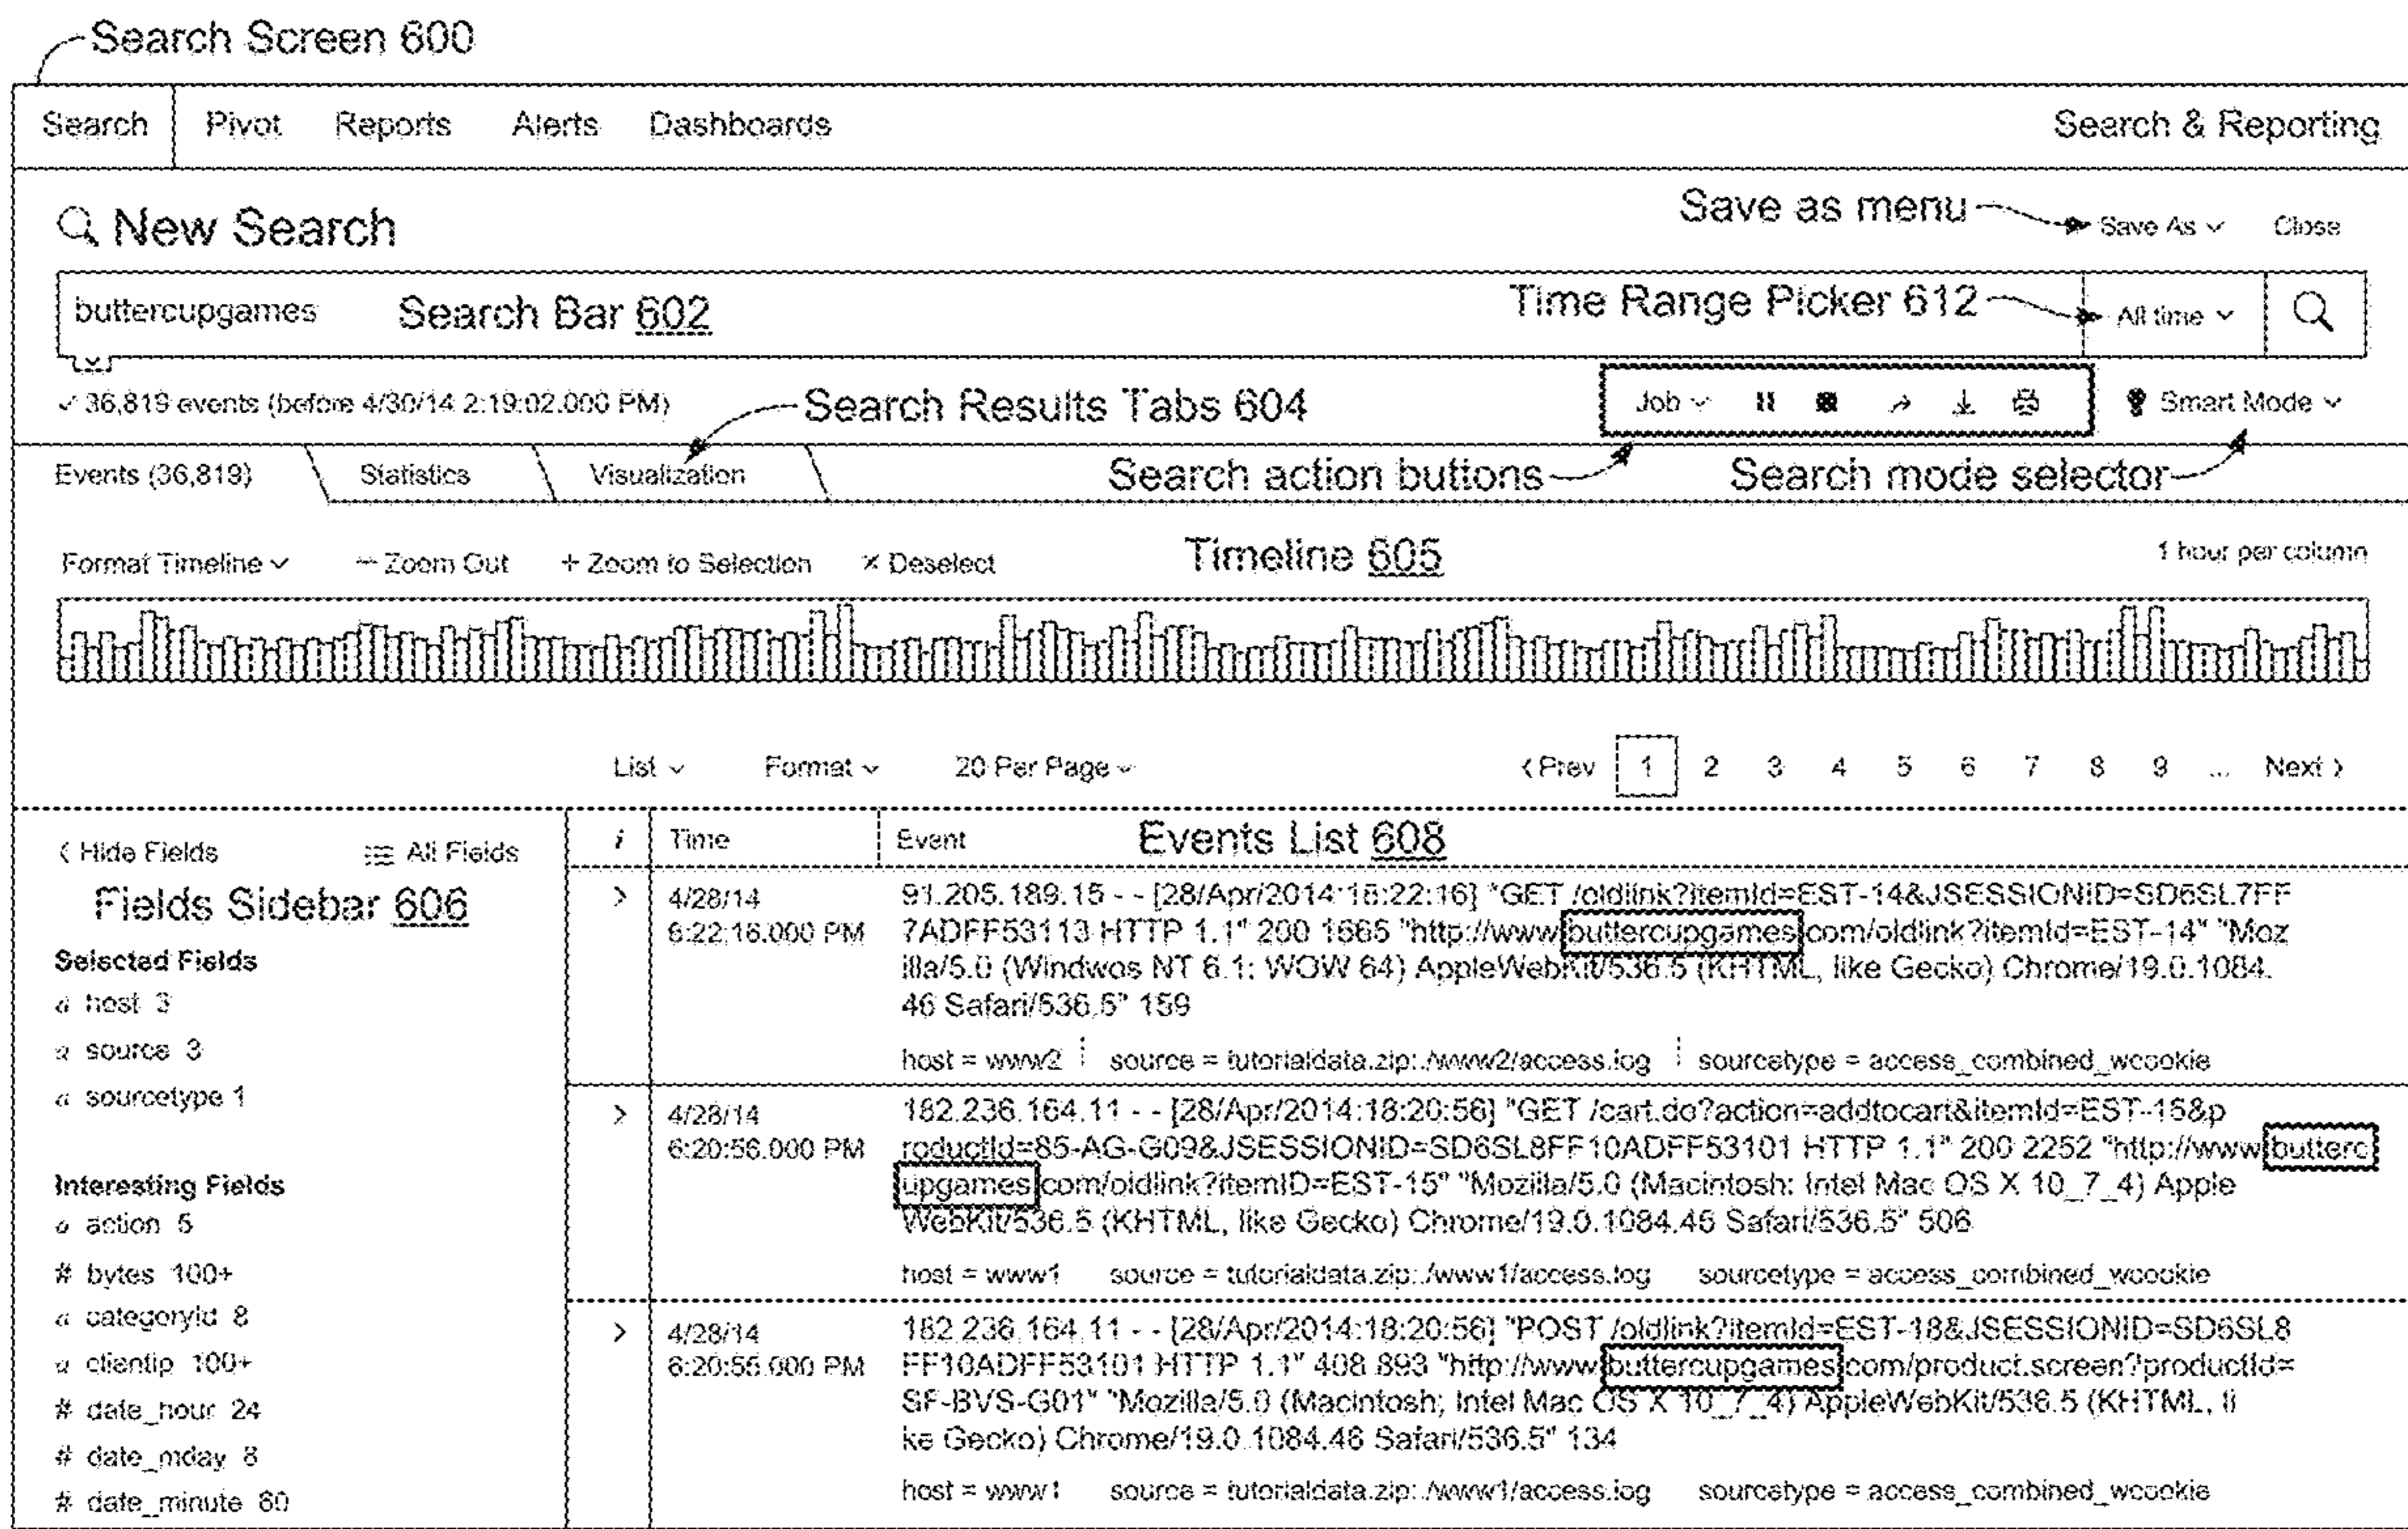 Search Screen 600
Search Pivot Reports Alerts Dashboards Search & Reporting
New Search
Save as menu
Save As Close
buttercupgames Search Bar 602 Time Range Picker 612 All time
36,819 events (before 4/30/14 2:19:02.000 PM)
Search Results Tabs 604
Job Smart Mode
Events (36,819) Statistics Visualization
Search action buttons Search mode selector
Format Timeline — Zoom Out + Zoom to Selection × Deselect
Timeline 605
1 hour per column
List Format 20 Per Page
< Prev 1 2 3 4 5 6 7 8 9 ... Next >
< Hide Fields All Fields
Fields Sidebar 606
Selected Fields
a host 3
a source 3
a sourcetype 1
Interesting Fields
a action 5
# bytes 100+
a categoryId 8
a clientip 100+
# date_hour 24
# date_mday 8
# date_minute 60
i Time Event Events List 608
> 4/28/14
6:22:16.000 PM
91.205.189.15 - - [28/Apr/2014:18:22:16] "GET /oldlink?itemId=EST-14&JSESSIONID=SD6SL7FF
7ADFF53113 HTTP 1.1" 200 1665 "http://www.buttercupgames.com/oldlink?itemId=EST-14" "Moz
illa/5.0 (Windwos NT 6.1; WOW 64) AppleWebKit/536.5 (KHTML, like Gecko) Chrome/19.0.1084.
46 Safari/536.5" 159
host = www2 source = tutorialdata.zip:./www2/access.log sourcetype = access_combined_wcookie
> 4/28/14
6:20:56.000 PM
182.236.164.11 - - [28/Apr/2014:18:20:56] "GET /cart.do?action=addtocart&itemId=EST-15&p
roductId=85-AG-G09&JSESSIONID=SD6SL8FF10ADFF53101 HTTP 1.1" 200 2252 "http://www.butterc
upgames.com/oldlink?itemID=EST-15" "Mozilla/5.0 (Macintosh: Intel Mac OS X 10_7_4) Apple
WebKit/536.5 (KHTML, like Gecko) Chrome/19.0.1084.46 Safari/536.5" 506
host = www1 source = tutorialdata.zip:./www1/access.log sourcetype = access_combined_wcookie
> 4/28/14
6:20:55.000 PM
182.236.164.11 - - [28/Apr/2014:18:20:56] "POST /oldlink?itemId=EST-18&JSESSIONID=SD6SL8
FF10ADFF53101 HTTP 1.1" 408 893 "http://www.buttercupgames.com/product.screen?productId=
SF-BVS-G01" "Mozilla/5.0 (Macintosh; Intel Mac OS X 10_7_4) AppleWebKit/536.5 (KHTML, li
ke Gecko) Chrome/19.0.1084.46 Safari/536.5" 134
host = www1 source = tutorialdata.zip:./www1/access.log sourcetype = access_combined_wcookie